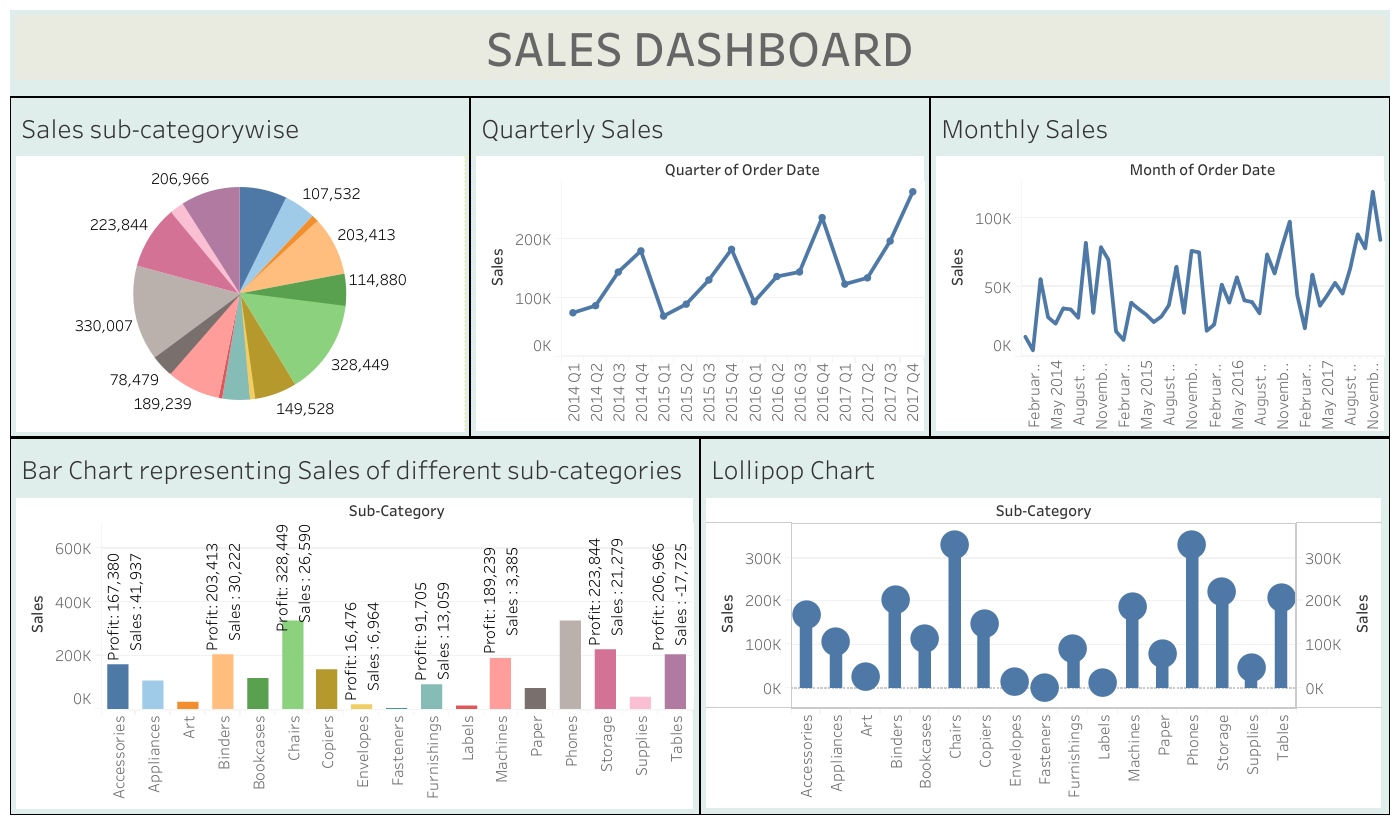 SALES DASHBOARD
Sales sub-categorywise
206,966
107,532
223,844
203,413
114,880
330,007
328,449
78,479
189,239
149,528
Quarterly Sales
Quarter of Order Date
Sales
200K
100K
0K
2014 Q1
2014 Q2
2014 Q3
2014 Q4
2015 Q1
2015 Q2
2015 Q3
2015 Q4
2016 Q1
2016 Q2
2016 Q3
2016 Q4
2017 Q1
2017 Q2
2017 Q3
2017 Q4
Monthly Sales
Month of Order Date
Sales
100K
50K
0K
Februar..
May 2014
August ..
Novemb..
Februar..
May 2015
August ..
Novemb..
Februar..
May 2016
August ..
Novemb..
Februar..
May 2017
August ..
Novemb..
Bar Chart representing Sales of different sub-categories
Sub-Category
Sales
600K
400K
200K
0K
Profit: 167,380
Sales : 41,937
Profit: 203,413
Sales : 30,222
Profit: 328,449
Sales : 26,590
Profit: 16,476
Sales : 6,964
Profit: 91,705
Sales : 13,059
Profit: 189,239
Sales : 3,385
Profit: 223,844
Sales : 21,279
Profit: 206,966
Sales : -17,725
Accessories
Appliances
Art
Binders
Bookcases
Chairs
Copiers
Envelopes
Fasteners
Furnishings
Labels
Machines
Paper
Phones
Storage
Supplies
Tables
Lollipop Chart
Sub-Category
Sales
300K
200K
100K
0K
300K
200K
100K
0K
Sales
Accessories
Appliances
Art
Binders
Bookcases
Chairs
Copiers
Envelopes
Fasteners
Furnishings
Labels
Machines
Paper
Phones
Storage
Supplies
Tables